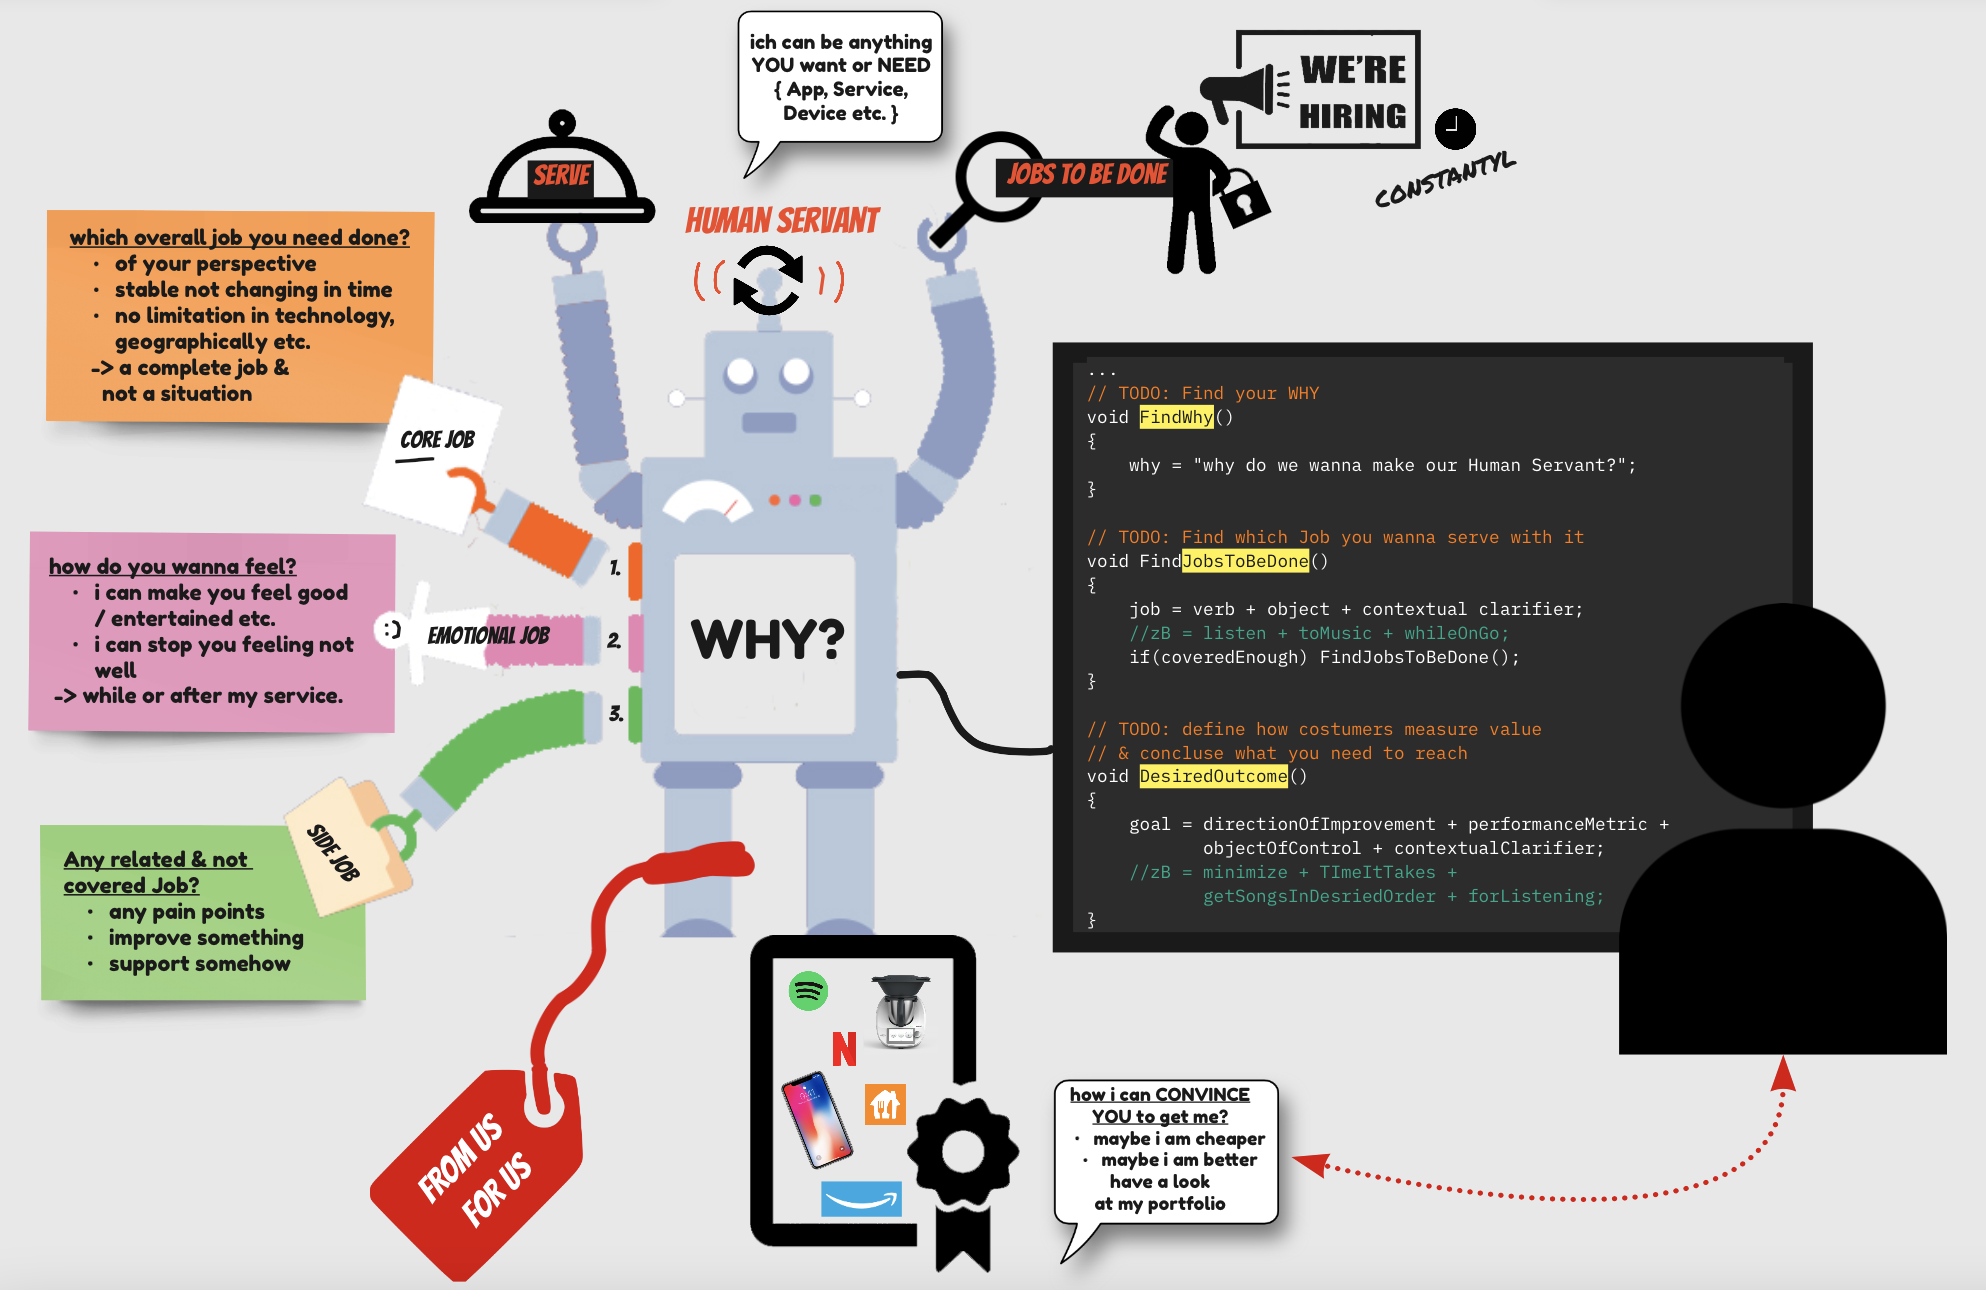 ich can be anything
YOU want or NEED
{ App, Service,
Device etc. }
WE'RE
HIRING
CONSTANTYL
SERVE
JOBS TO BE DONE
HUMAN SERVANT
which overall job you need done?
• of your perspective
• stable not changing in time
• no limitation in technology,
geographically etc.
-> a complete job &
not a situation
CORE JOB
how do you wanna feel?
• i can make you feel good
/ entertained etc.
• i can stop you feeling not
well
-> while or after my service.
:)
EMOTIONAL JOB
Any related & not
covered Job?
• any pain points
• improve something
• support somehow
SIDE JOB
1.
2.
3.
WHY?
...
// TODO: Find your WHY
void FindWhy()
{
why = "why do we wanna make our Human Servant?";
}
// TODO: Find which Job you wanna serve with it
void FindJobsToBeDone()
{
job = verb + object + contextual clarifier;
//zB = listen + toMusic + whileOnGo;
if(coveredEnough) FindJobsToBeDone();
}
// TODO: define how costumers measure value
// & concluse what you need to reach
void DesiredOutcome()
{
goal = directionOfImprovement + performanceMetric +
objectOfControl + contextualClarifier;
//zB = minimize + TImeItTakes +
getSongsInDesriedOrder + forListening;
}
FROM US
FOR US
N
how i can CONVINCE
YOU to get me?
• maybe i am cheaper
• maybe i am better
have a look
at my portfolio